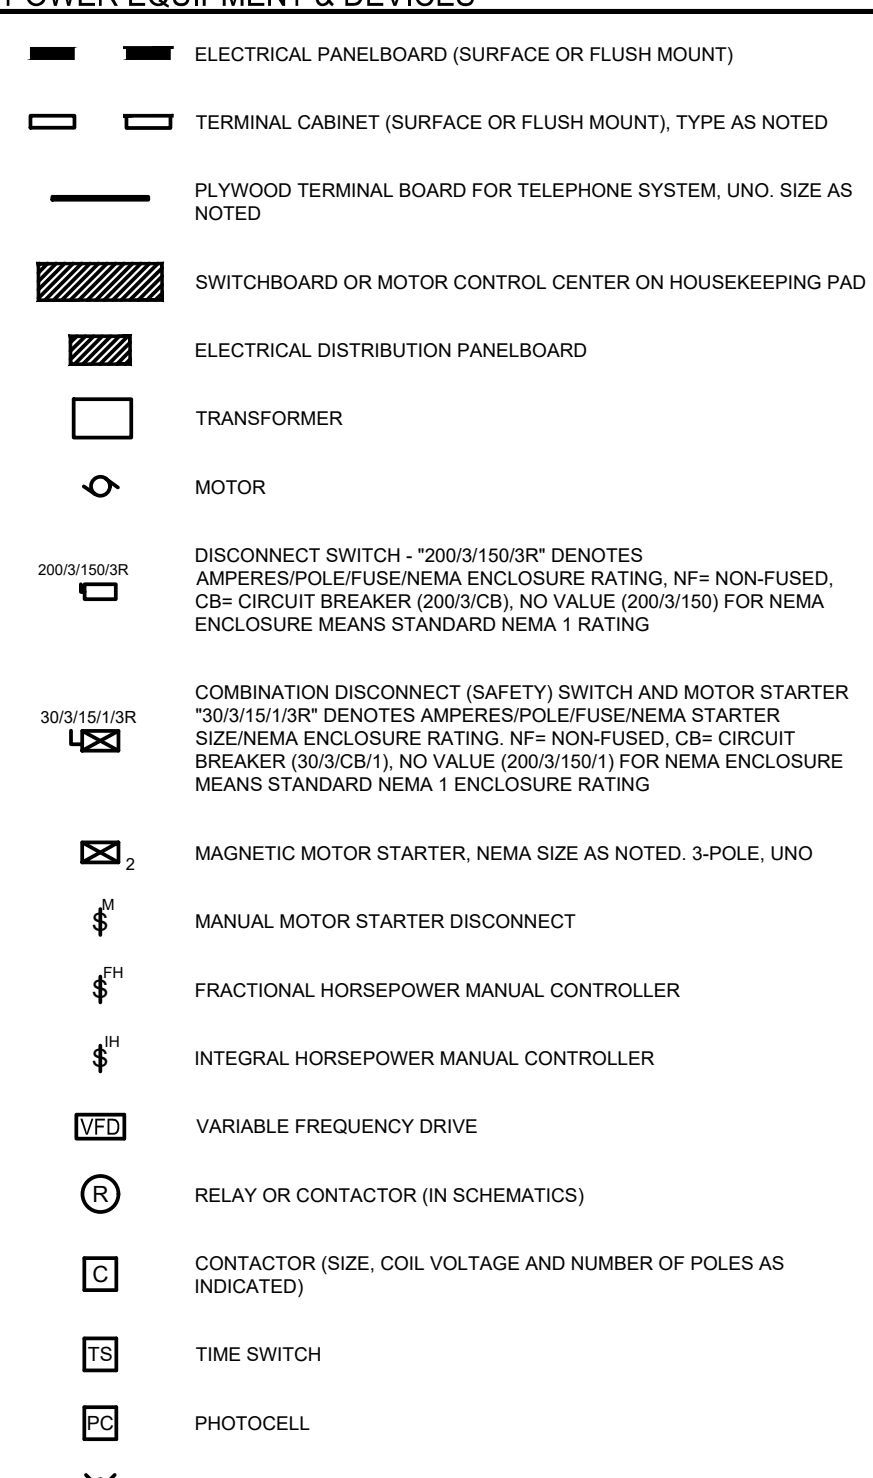 POWER EQUIPMENT & DEVICES
ELECTRICAL PANELBOARD (SURFACE OR FLUSH MOUNT)
TERMINAL CABINET (SURFACE OR FLUSH MOUNT), TYPE AS NOTED
PLYWOOD TERMINAL BOARD FOR TELEPHONE SYSTEM, UNO. SIZE AS
NOTED
SWITCHBOARD OR MOTOR CONTROL CENTER ON HOUSEKEEPING PAD
ELECTRICAL DISTRIBUTION PANELBOARD
TRANSFORMER
MOTOR
200/3/150/3R
DISCONNECT SWITCH - "200/3/150/3R" DENOTES
AMPERES/POLE/FUSE/NEMA ENCLOSURE RATING, NF= NON-FUSED,
CB= CIRCUIT BREAKER (200/3/CB), NO VALUE (200/3/150) FOR NEMA
ENCLOSURE MEANS STANDARD NEMA 1 RATING
30/3/15/1/3R
COMBINATION DISCONNECT (SAFETY) SWITCH AND MOTOR STARTER
"30/3/15/1/3R" DENOTES AMPERES/POLE/FUSE/NEMA STARTER
SIZE/NEMA ENCLOSURE RATING. NF= NON-FUSED, CB= CIRCUIT
BREAKER (30/3/CB/1), NO VALUE (200/3/150/1) FOR NEMA ENCLOSURE
MEANS STANDARD NEMA 1 ENCLOSURE RATING
2 MAGNETIC MOTOR STARTER, NEMA SIZE AS NOTED. 3-POLE, UNO
$ M MANUAL MOTOR STARTER DISCONNECT
$ FH FRACTIONAL HORSEPOWER MANUAL CONTROLLER
$ IH INTEGRAL HORSEPOWER MANUAL CONTROLLER
VFD VARIABLE FREQUENCY DRIVE
R RELAY OR CONTACTOR (IN SCHEMATICS)
C CONTACTOR (SIZE, COIL VOLTAGE AND NUMBER OF POLES AS
INDICATED)
TS TIME SWITCH
PC PHOTOCELL